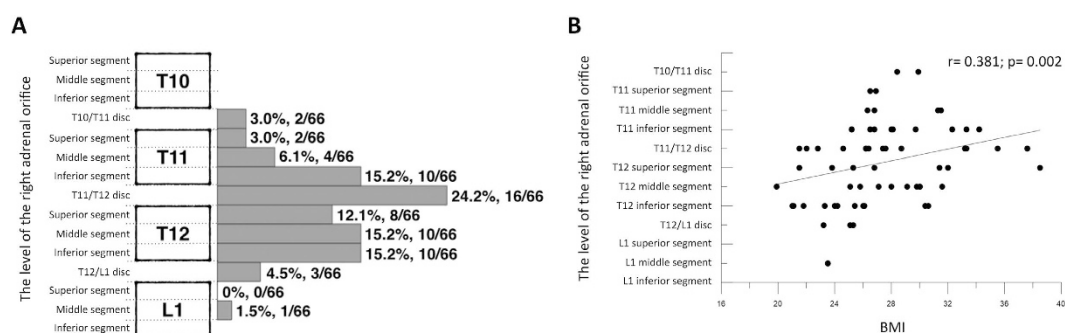 A
The level of the right adrenal orifice
Superior segment
Middle segment
Inferior segment
T10
T10/T11 disc
3.0%, 2/66
Superior segment
Middle segment
Inferior segment
T11
3.0%, 2/66
6.1%, 4/66
15.2%, 10/66
T11/T12 disc
24.2%, 16/66
Superior segment
Middle segment
Inferior segment
T12
12.1%, 8/66
15.2%, 10/66
15.2%, 10/66
T12/L1 disc
4.5%, 3/66
Superior segment
Middle segment
Inferior segment
L1
0%, 0/66
1.5%, 1/66
B
The level of the right adrenal orifice
r= 0.381; p= 0.002
T10/T11 disc
T11 superior segment
T11 middle segment
T11 inferior segment
T11/T12 disc
T12 superior segment
T12 middle segment
T12 inferior segment
T12/L1 disc
L1 superior segment
L1 middle segment
L1 inferior segment
16 20 24 28 32 36 40
BMI